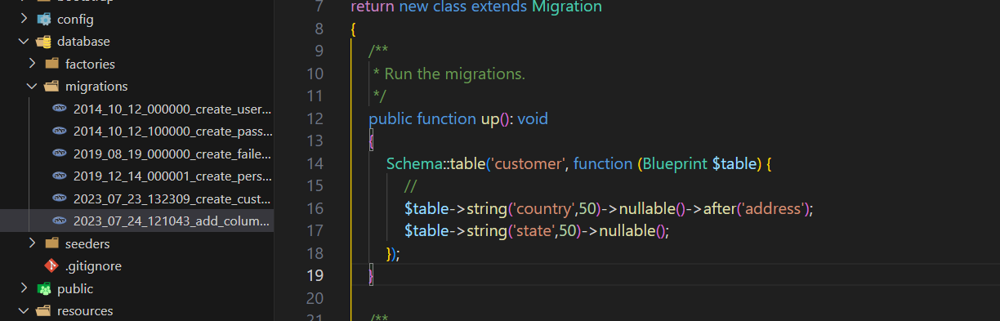 config
database
factories
migrations
2014_10_12_000000_create_user...
2014_10_12_100000_create_pass...
2019_08_19_000000_create_faile...
2019_12_14_000001_create_pers...
2023_07_23_132309_create_cust...
2023_07_24_121043_add_colum...
seeders
.gitignore
public
resources
7 return new class extends Migration
8 {
9 /**
10 * Run the migrations.
11 */
12 public function up(): void
13 {
14 Schema::table('customer', function (Blueprint $table) {
15 //
16 $table->string('country',50)->nullable()->after('address');
17 $table->string('state',50)->nullable();
18 });
19 }
20
21 /**